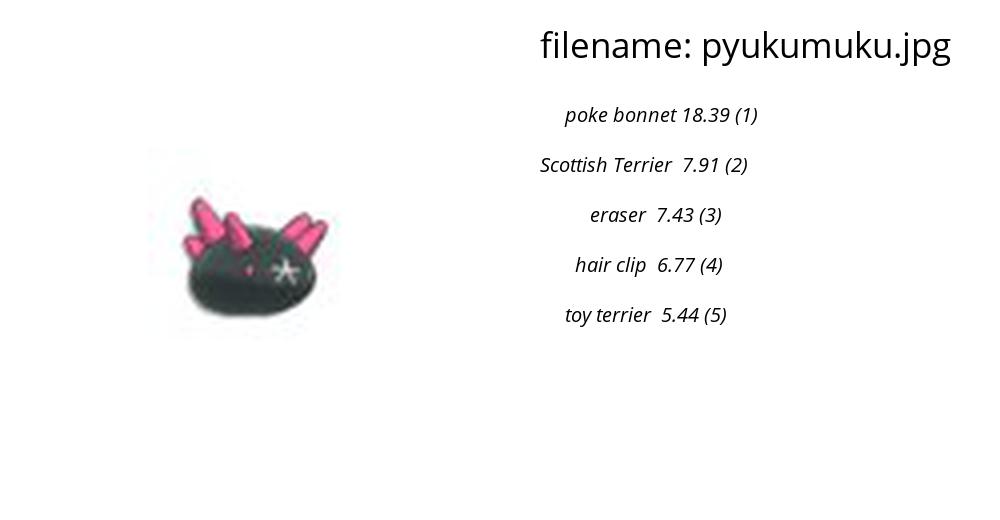 filename: pyukumuku.jpg
poke bonnet 18.39 (1)
Scottish Terrier 7.91 (2)
eraser 7.43 (3)
hair clip 6.77 (4)
toy terrier 5.44 (5)